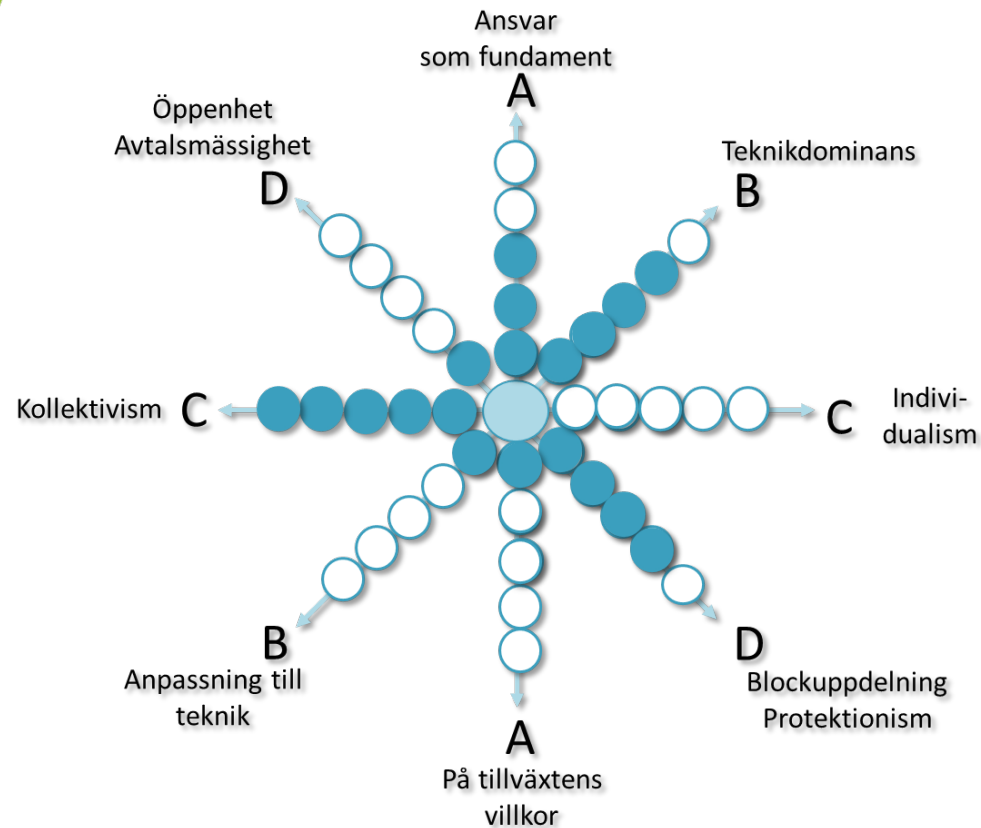 Ansvar
som fundament
A
Öppenhet
Avtalsmässighet
D
Teknikdominans
B
Kollektivism C
C Indivi-
dualism
B
Anpassning till
teknik
D
Blockuppdelning
Protektionism
A
På tillväxtens
villkor